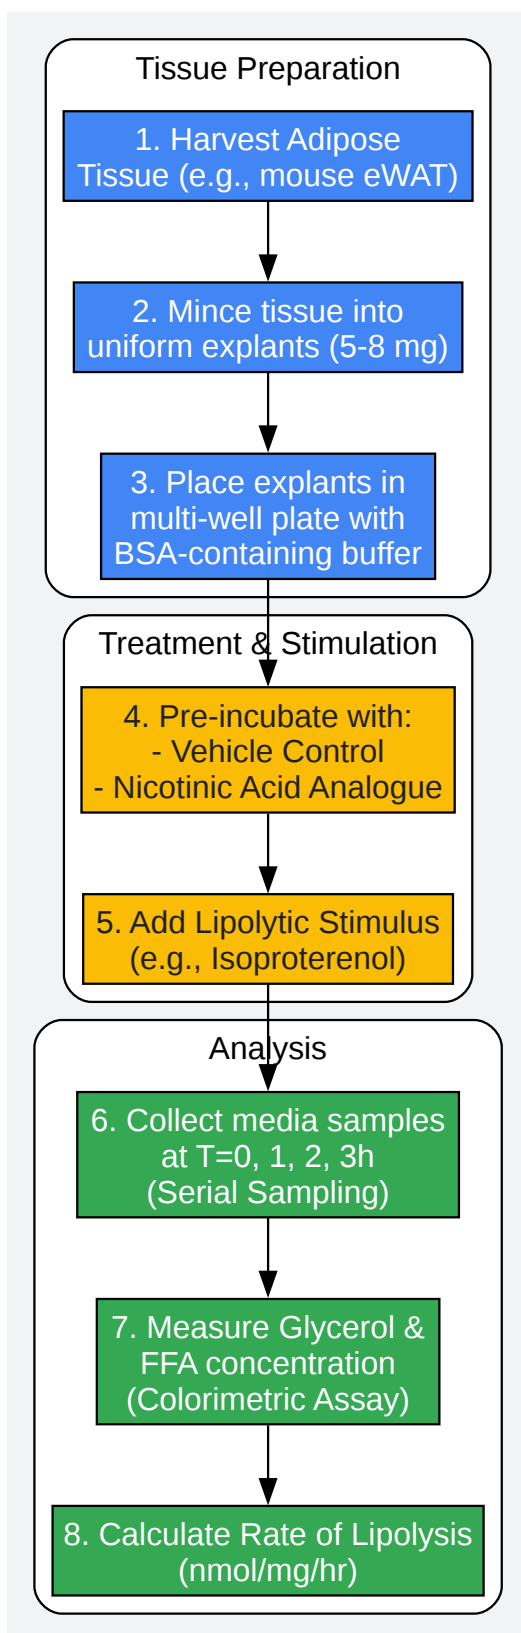 Tissue Preparation
1. Harvest Adipose
Tissue (e.g., mouse eWAT)
2. Mince tissue into
uniform explants (5-8 mg)
3. Place explants in
multi-well plate with
BSA-containing buffer
Treatment & Stimulation
4. Pre-incubate with:
- Vehicle Control
- Nicotinic Acid Analogue
5. Add Lipolytic Stimulus
(e.g., Isoproterenol)
Analysis
6. Collect media samples
at T=0, 1, 2, 3h
(Serial Sampling)
7. Measure Glycerol &
FFA concentration
(Colorimetric Assay)
8. Calculate Rate of Lipolysis
(nmol/mg/hr)